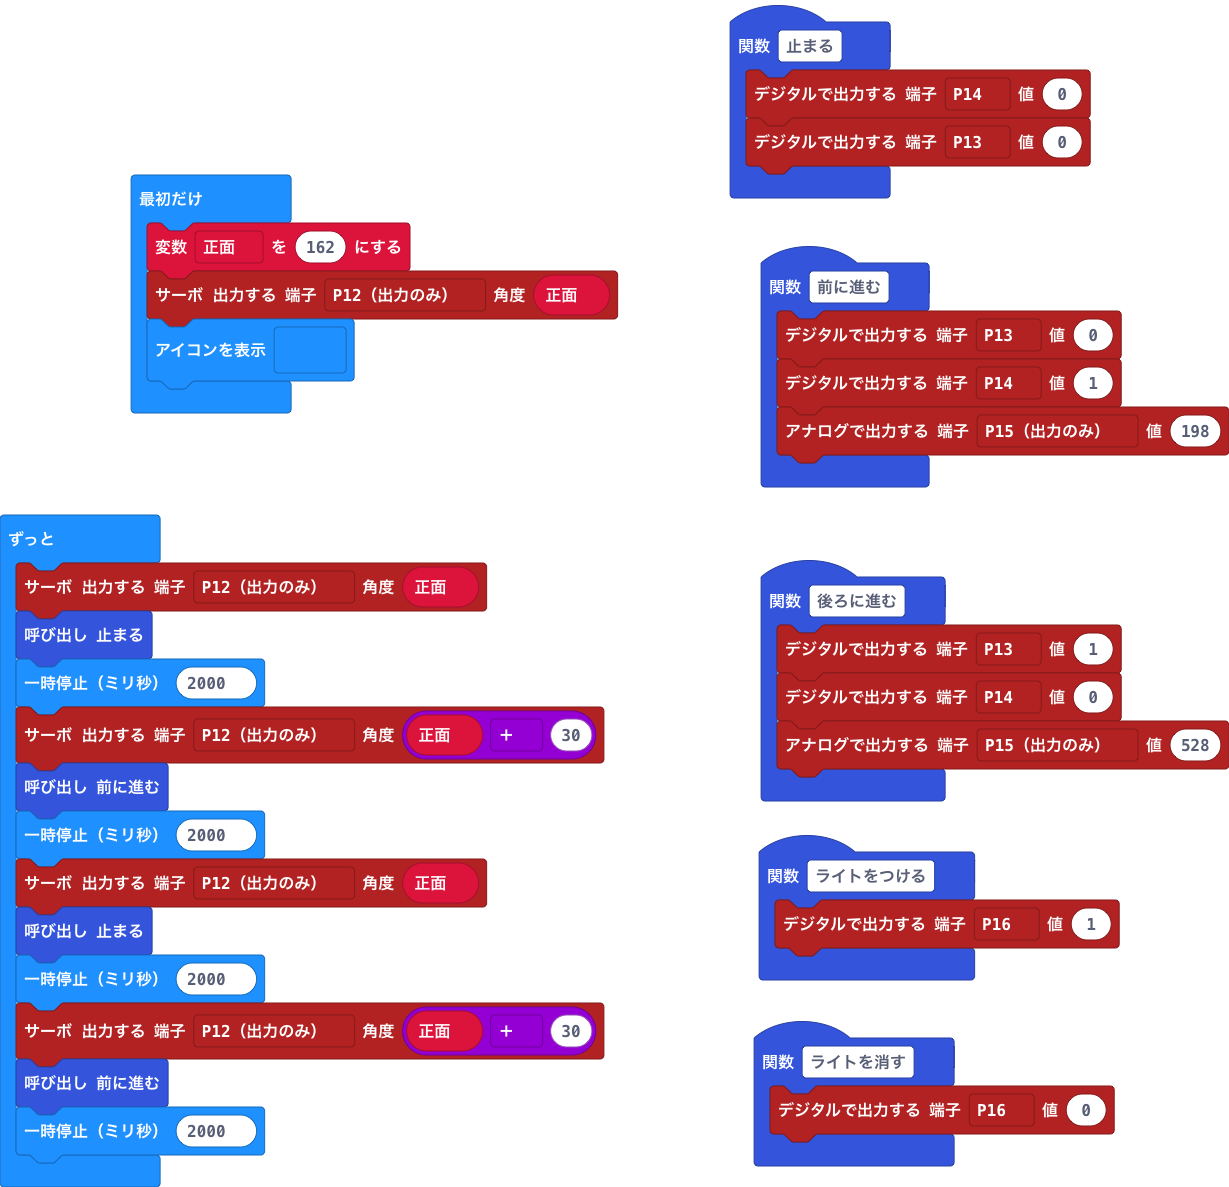 最初だけ
変数 正面 を 162 にする
サーボ 出力する 端子 P12（出力のみ） 角度 正面
アイコンを表示
ずっと
サーボ 出力する 端子 P12（出力のみ） 角度 正面
呼び出し 止まる
一時停止（ミリ秒） 2000
サーボ 出力する 端子 P12（出力のみ） 角度 正面 + 30
呼び出し 前に進む
一時停止（ミリ秒） 2000
サーボ 出力する 端子 P12（出力のみ） 角度 正面
呼び出し 止まる
一時停止（ミリ秒） 2000
サーボ 出力する 端子 P12（出力のみ） 角度 正面 + 30
呼び出し 前に進む
一時停止（ミリ秒） 2000
関数 止まる
デジタルで出力する 端子 P14 値 0
デジタルで出力する 端子 P13 値 0
関数 前に進む
デジタルで出力する 端子 P13 値 0
デジタルで出力する 端子 P14 値 1
アナログで出力する 端子 P15（出力のみ） 値 198
関数 後ろに進む
デジタルで出力する 端子 P13 値 1
デジタルで出力する 端子 P14 値 0
アナログで出力する 端子 P15（出力のみ） 値 528
関数 ライトをつける
デジタルで出力する 端子 P16 値 1
関数 ライトを消す
デジタルで出力する 端子 P16 値 0